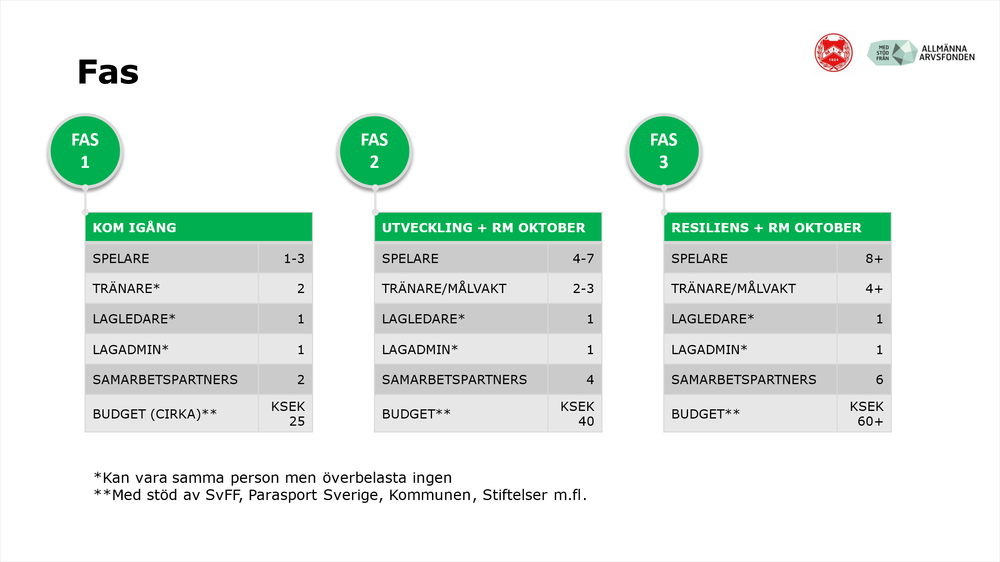 Fas
M·I·K
1924
MED
STÖD
FRÅN
ALLMÄNNA
ARVSFONDEN
FAS
1
KOM IGÅNG
SPELARE 1-3
TRÄNARE* 2
LAGLEDARE* 1
LAGADMIN* 1
SAMARBETSPARTNERS 2
BUDGET (CIRKA)** KSEK
25
FAS
2
UTVECKLING + RM OKTOBER
SPELARE 4-7
TRÄNARE/MÅLVAKT 2-3
LAGLEDARE* 1
LAGADMIN* 1
SAMARBETSPARTNERS 4
BUDGET** KSEK
40
FAS
3
RESILIENS + RM OKTOBER
SPELARE 8+
TRÄNARE/MÅLVAKT 4+
LAGLEDARE* 1
LAGADMIN* 1
SAMARBETSPARTNERS 6
BUDGET** KSEK
60+
*Kan vara samma person men överbelasta ingen
**Med stöd av SvFF, Parasport Sverige, Kommunen, Stiftelser m.fl.